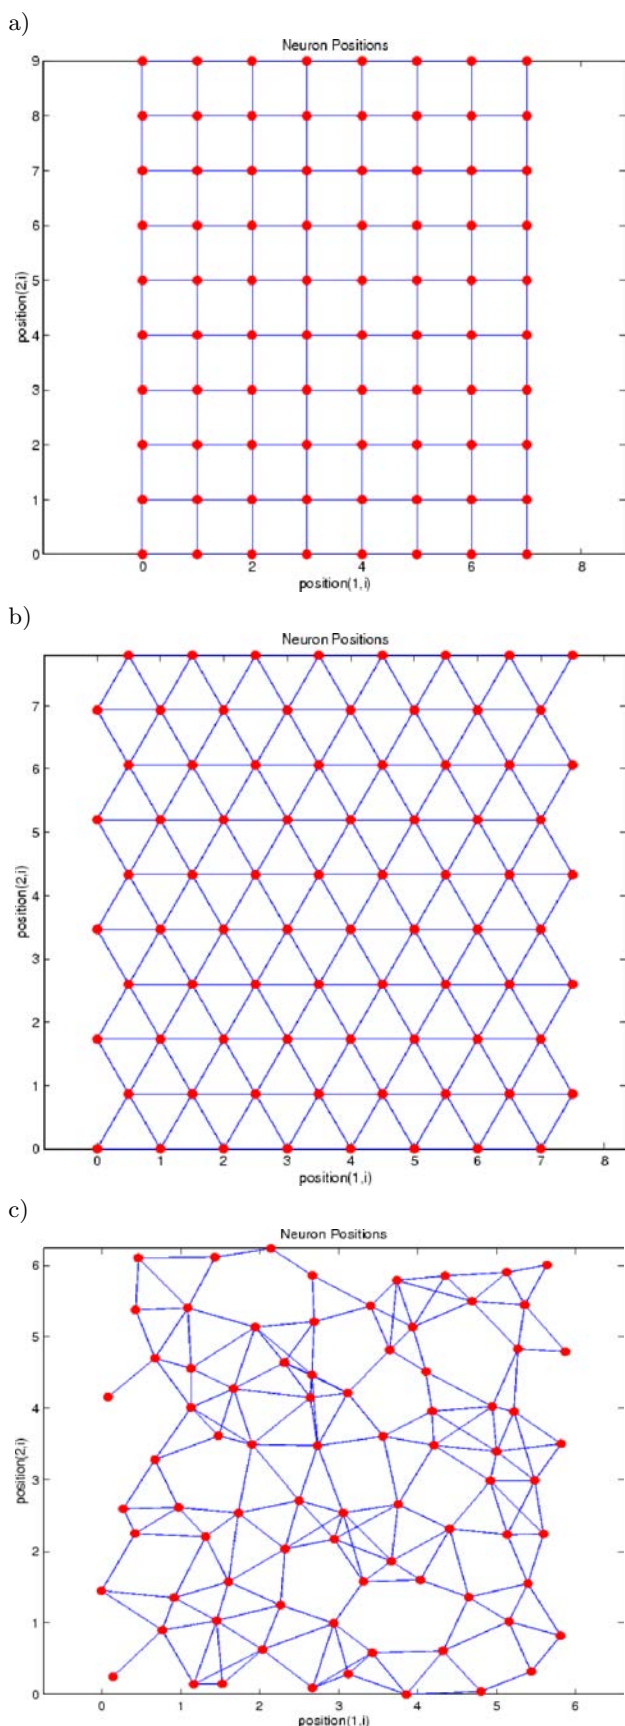 a)
Neuron Positions
9
8
7
6
5
4
3
2
1
0
position(2,i)
0 2 4 6 8
position(1,i)
b)
Neuron Positions
7
6
5
4
3
2
1
0
position(2,i)
0 1 2 3 4 5 6 7 8
position(1,i)
c)
Neuron Positions
6
5
4
3
2
1
0
position(2,i)
0 1 2 3 4 5 6
position(1,i)